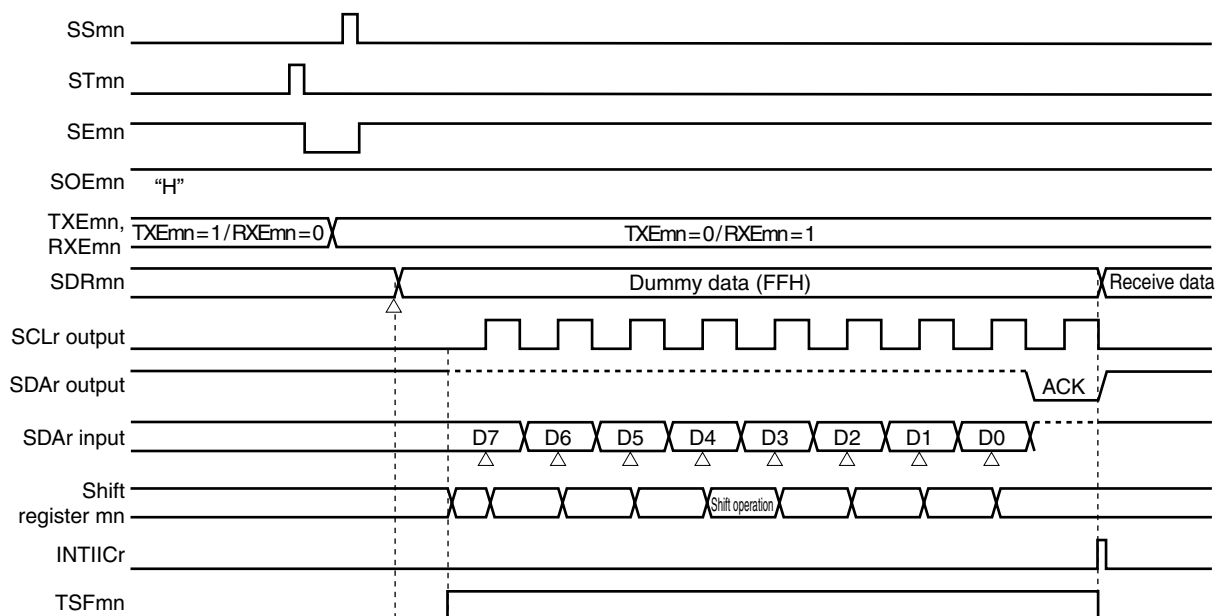 SSmn
STmn
SEmn
SOEmn "H"
TXEmn,
RXEmn
TXEmn=1/RXEmn=0
TXEmn=0/RXEmn=1
SDRmn
Dummy data (FFH)
Receive data
SCLr output
SDAr output
ACK
SDAr input
D7 D6 D5 D4 D3 D2 D1 D0
Shift
register mn
Shift operation
INTIICr
TSFmn